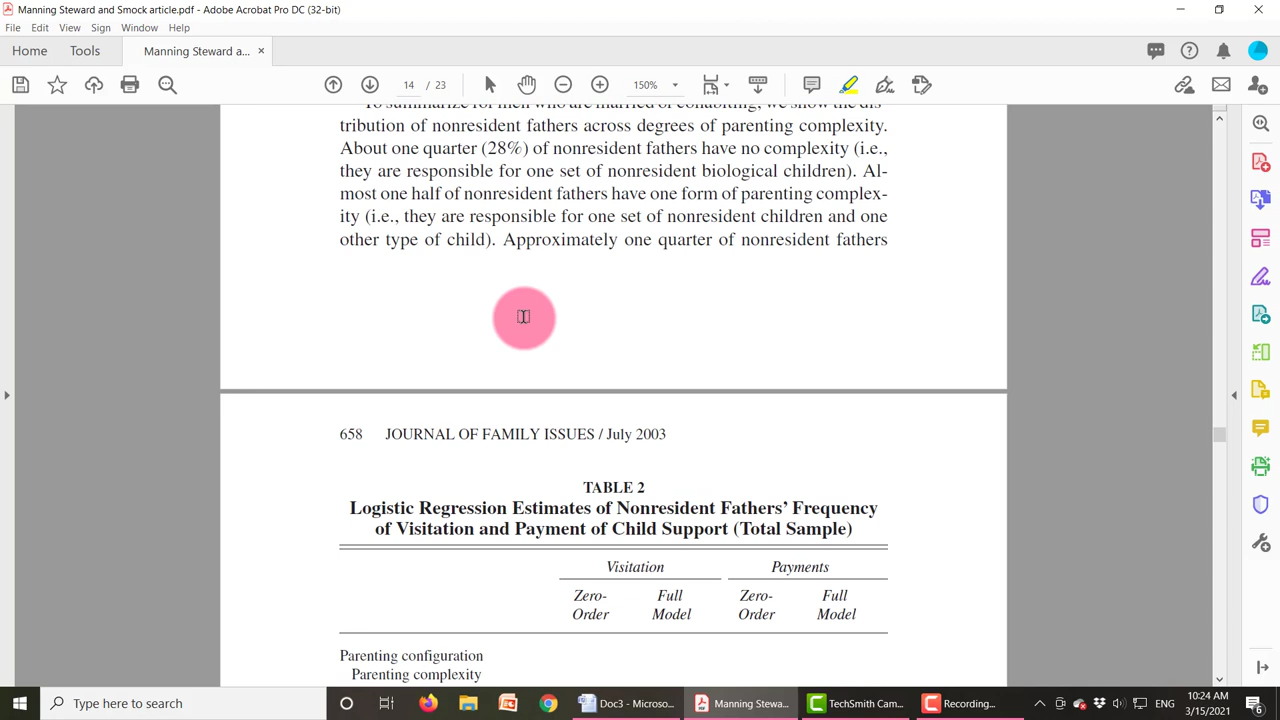 Manning Steward and Smock article.pdf - Adobe Acrobat Pro DC (32-bit)
File Edit View Sign Window Help
Home Tools Manning Steward a... ×
14 / 23 150%
To summarize for men who are married or cohabiting, we show the dis-
tribution of nonresident fathers across degrees of parenting complexity.
About one quarter (28%) of nonresident fathers have no complexity (i.e.,
they are responsible for one set of nonresident biological children). Al-
most one half of nonresident fathers have one form of parenting complex-
ity (i.e., they are responsible for one set of nonresident children and one
other type of child). Approximately one quarter of nonresident fathers
658 JOURNAL OF FAMILY ISSUES / July 2003
TABLE 2
Logistic Regression Estimates of Nonresident Fathers’ Frequency
of Visitation and Payment of Child Support (Total Sample)
Visitation Payments
Zero- Full Zero- Full
Order Model Order Model
Parenting configuration
Parenting complexity
Type here to search
Doc3 - Microso...
Manning Stewa...
TechSmith Cam...
Recording...
ENG
10:24 AM
3/15/2021
6